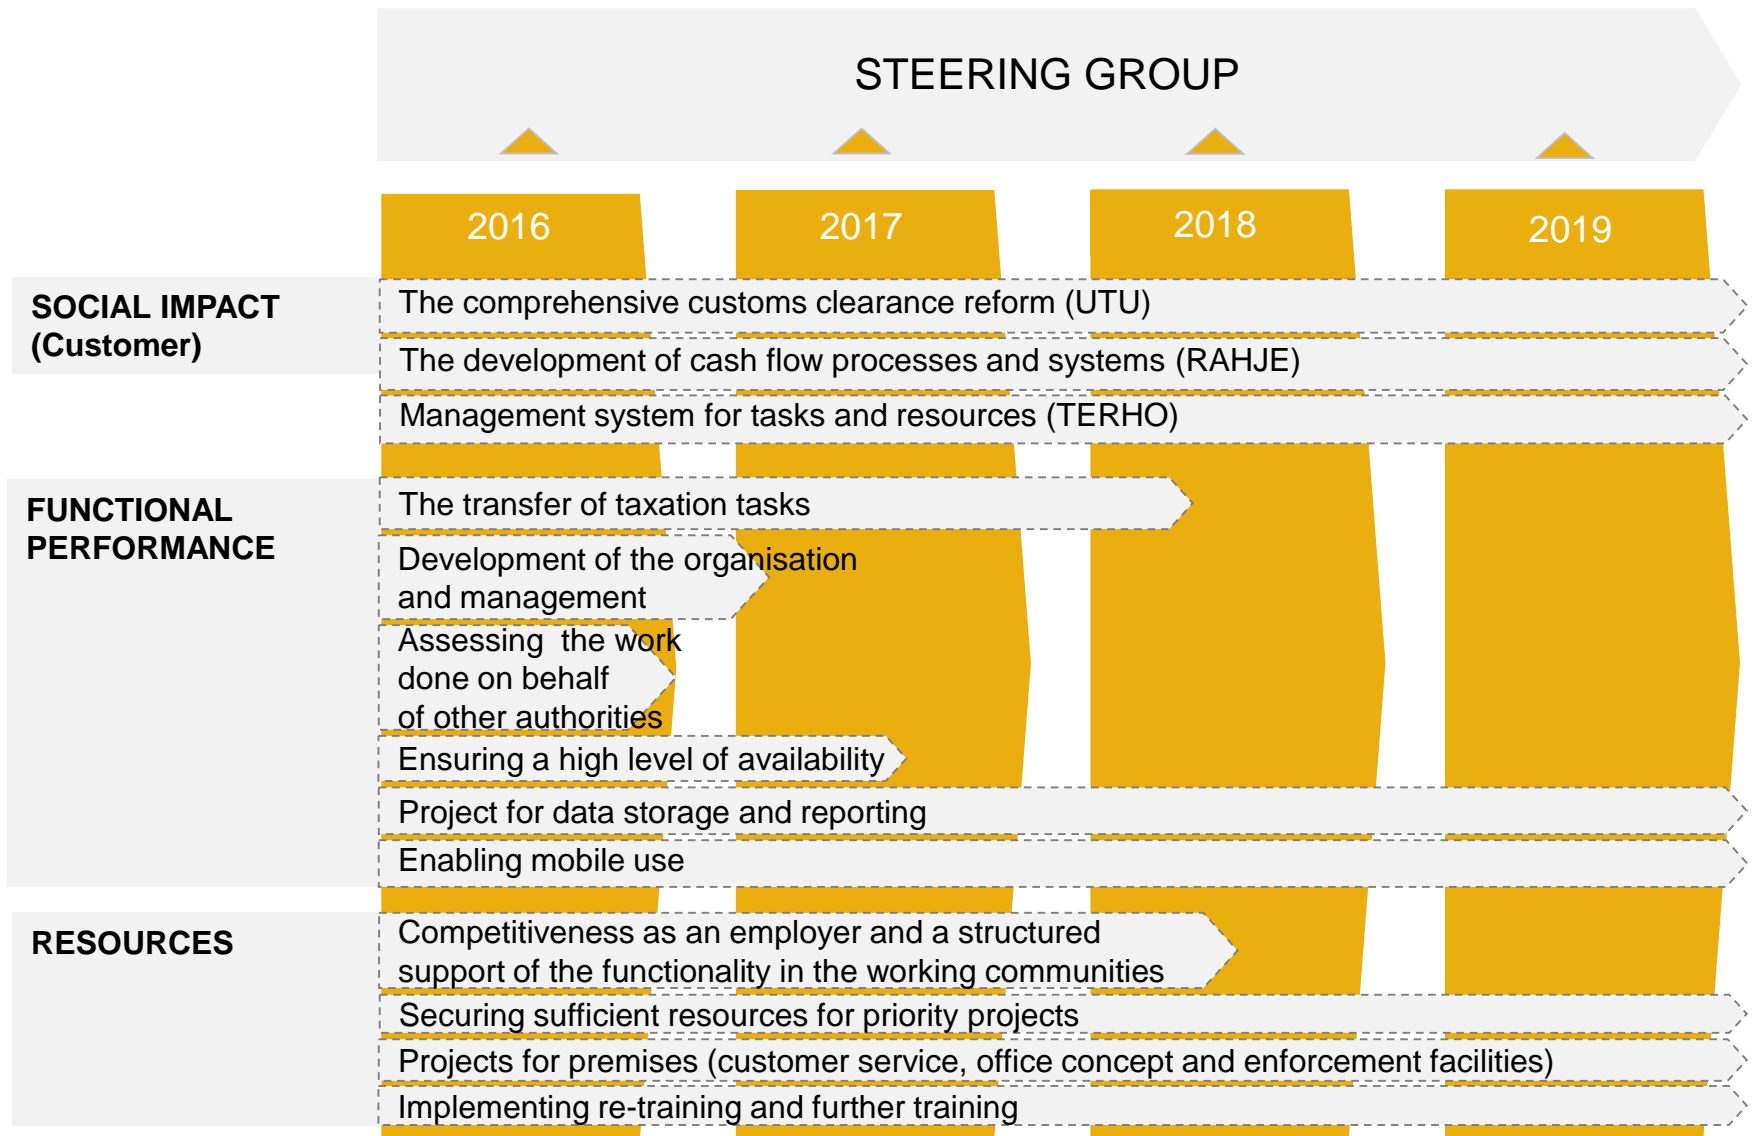 STEERING GROUP
2016
2017
2018
2019
SOCIAL IMPACT
(Customer)
The comprehensive customs clearance reform (UTU)
The development of cash flow processes and systems (RAHJE)
Management system for tasks and resources (TERHO)
FUNCTIONAL
PERFORMANCE
The transfer of taxation tasks
Development of the organisation
and management
Assessing  the work
done on behalf
of other authorities
Ensuring a high level of availability
Project for data storage and reporting
Enabling mobile use
RESOURCES
Competitiveness as an employer and a structured
support of the functionality in the working communities
Securing sufficient resources for priority projects
Projects for premises (customer service, office concept and enforcement facilities)
Implementing re-training and further training